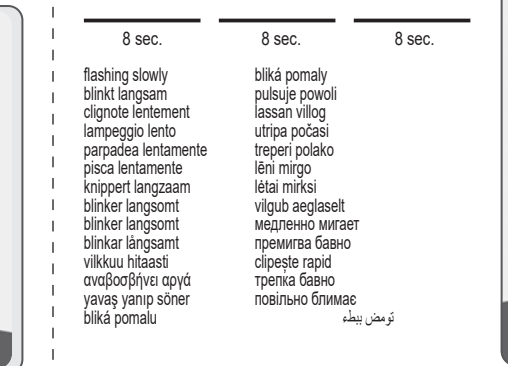 8 sec. 8 sec. 8 sec.
flashing slowly
blinkt langsam
clignote lentement
lampeggio lento
parpadea lentamente
pisca lentamente
knippert langzaam
blinker langsomt
blinker langsomt
blinkar långsamt
vilkkuu hitaasti
αναβοσβήνει αργά
yavaş yanıp söner
bliká pomalu
bliká pomaly
pulsuje powoli
lassan villog
utripa počasi
treperi polako
lēni mirgo
lėtai mirksi
vilgub aeglaselt
медленно мигает
премигва бавно
clipește rapid
трепка бавно
повільно блимає
تومض ببطء